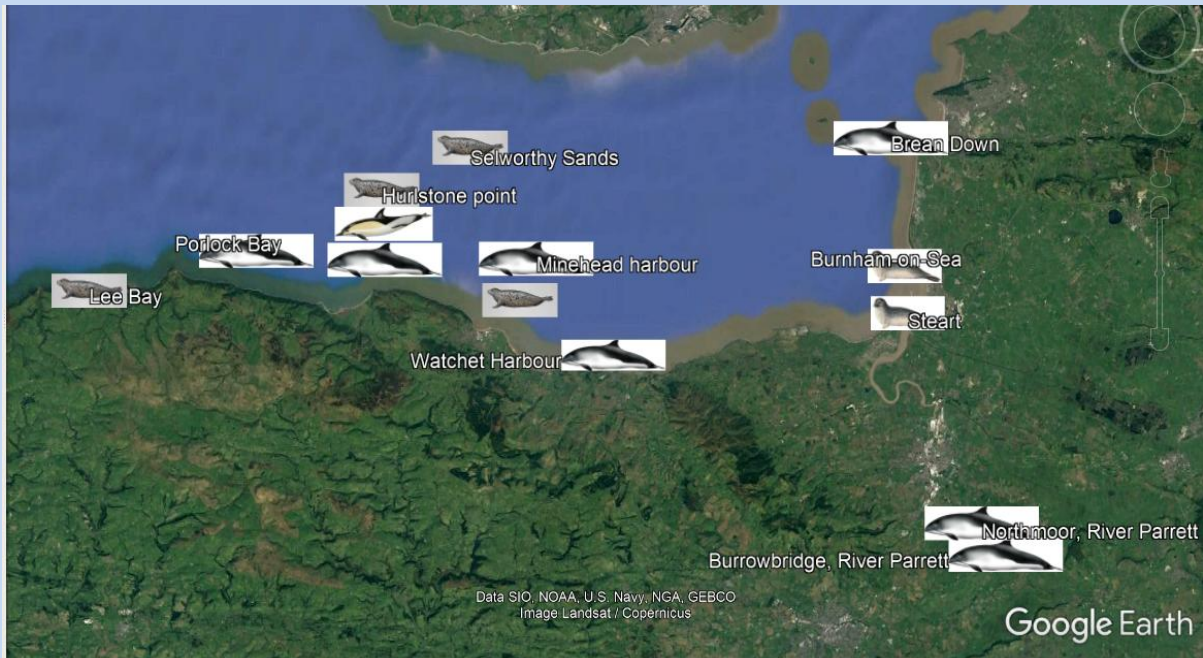 Brean Down
Selworthy Sands
Hurlstone point
Porlock Bay
Minehead harbour
Burnham-on-Sea
Lee Bay
Steart
Watchet Harbour
Northmoor, River Parrett
Burrowbridge, River Parrett
Data SIO, NOAA, U.S. Navy, NGA, GEBCO
Image Landsat / Copernicus
Google Earth